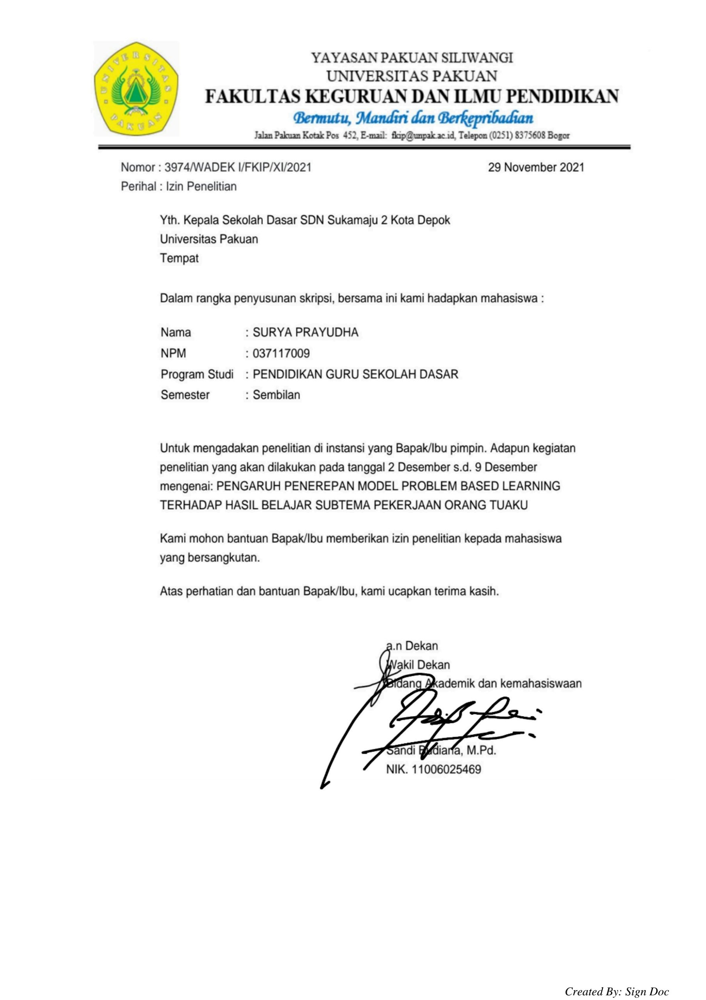 UNIVERSITAS
PAKUAN
YAYASAN PAKUAN SILIWANGI
UNIVERSITAS PAKUAN
FAKULTAS KEGURUAN DAN ILMU PENDIDIKAN
Bermutu, Mandiri dan Berkepribadian
Jalan Pakuan Kotak Pos 452, E-mail: fkip@unpak.ac.id, Telepon (0251) 8375608 Bogor
Nomor : 3974/WADEK I/FKIP/XI/2021 29 November 2021
Perihal : Izin Penelitian
Yth. Kepala Sekolah Dasar SDN Sukamaju 2 Kota Depok
Universitas Pakuan
Tempat
Dalam rangka penyusunan skripsi, bersama ini kami hadapkan mahasiswa :
Nama : SURYA PRAYUDHA
NPM : 037117009
Program Studi : PENDIDIKAN GURU SEKOLAH DASAR
Semester : Sembilan
Untuk mengadakan penelitian di instansi yang Bapak/Ibu pimpin. Adapun kegiatan
penelitian yang akan dilakukan pada tanggal 2 Desember s.d. 9 Desember
mengenai: PENGARUH PENEREPAN MODEL PROBLEM BASED LEARNING
TERHADAP HASIL BELAJAR SUBTEMA PEKERJAAN ORANG TUAKU
Kami mohon bantuan Bapak/Ibu memberikan izin penelitian kepada mahasiswa
yang bersangkutan.
Atas perhatian dan bantuan Bapak/Ibu, kami ucapkan terima kasih.
a.n Dekan
Wakil Dekan
Bidang Akademik dan kemahasiswaan
Sandi Budiana, M.Pd.
NIK. 11006025469
Created By: Sign Doc